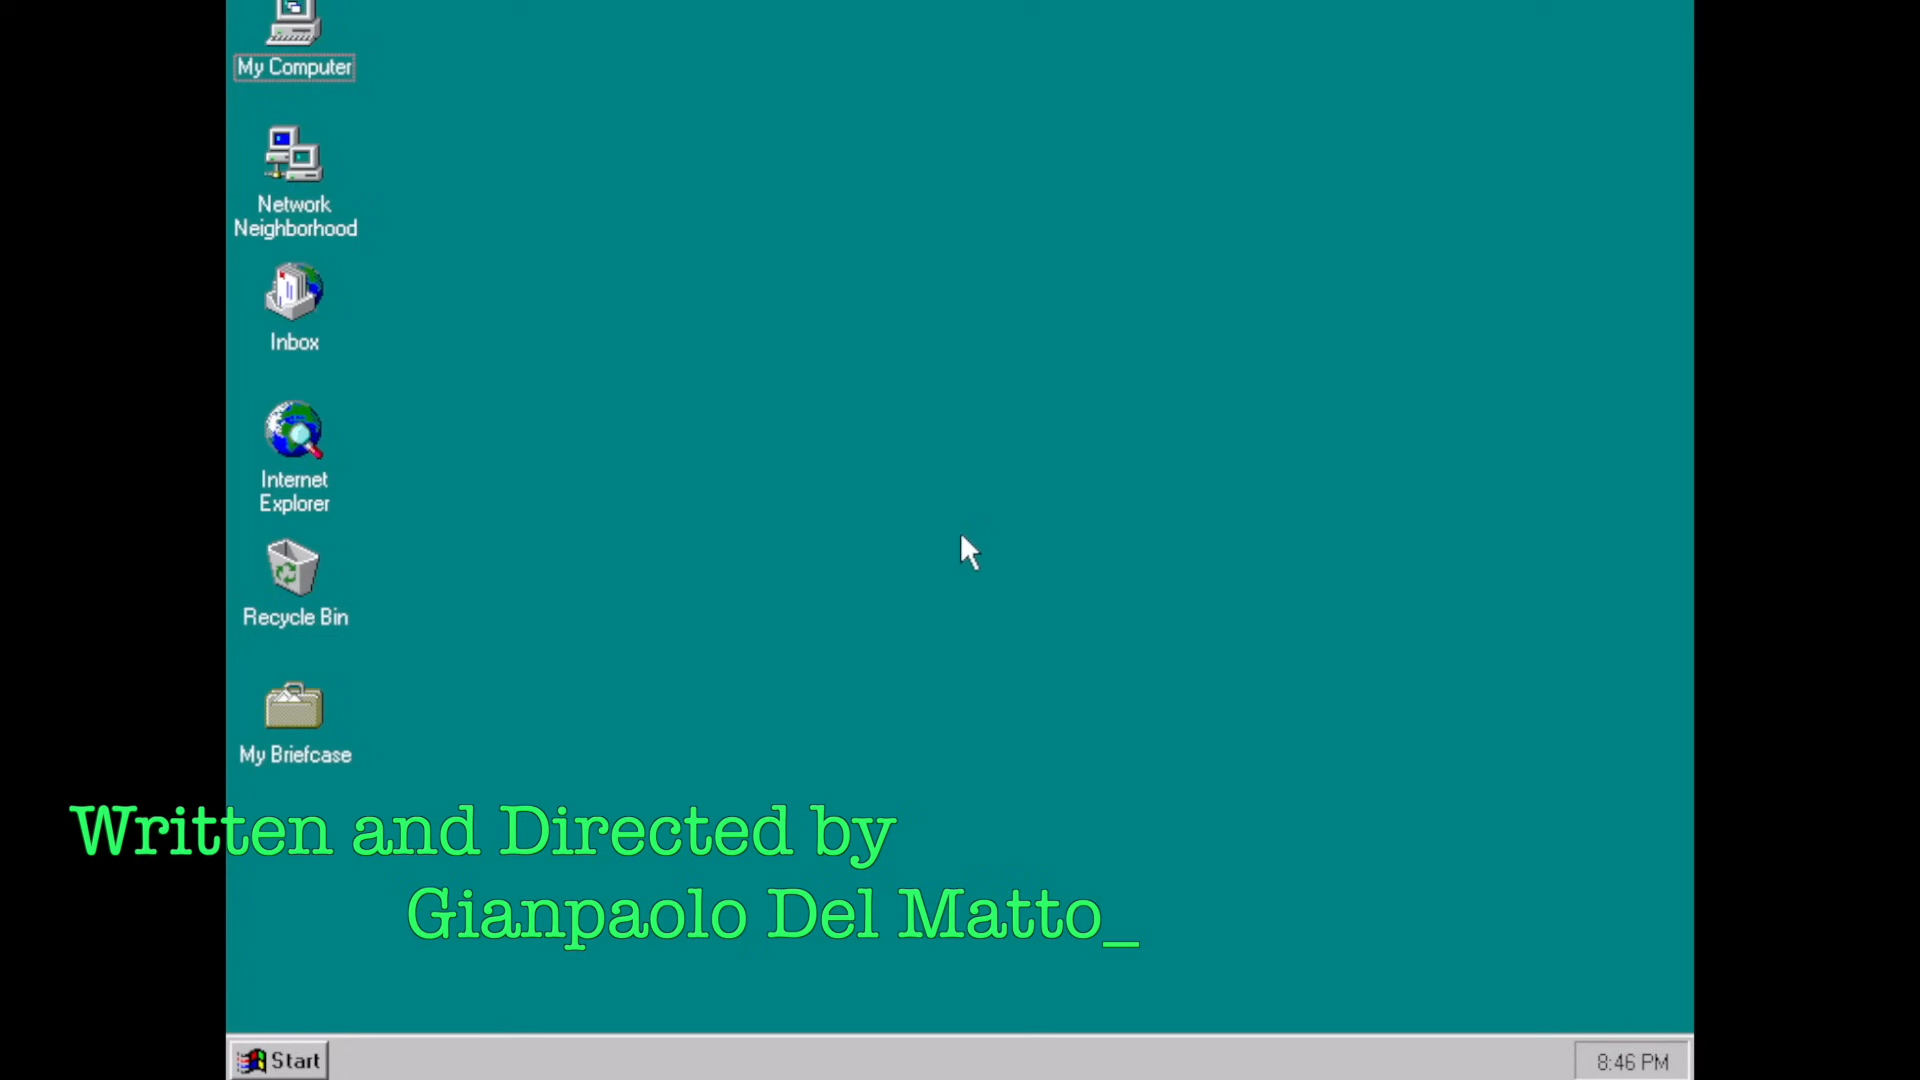 My Computer
Network
Neighborhood
Inbox
Internet
Explorer
Recycle Bin
My Briefcase
Written and Directed by
Gianpaolo Del Matto_
Start
8:46 PM